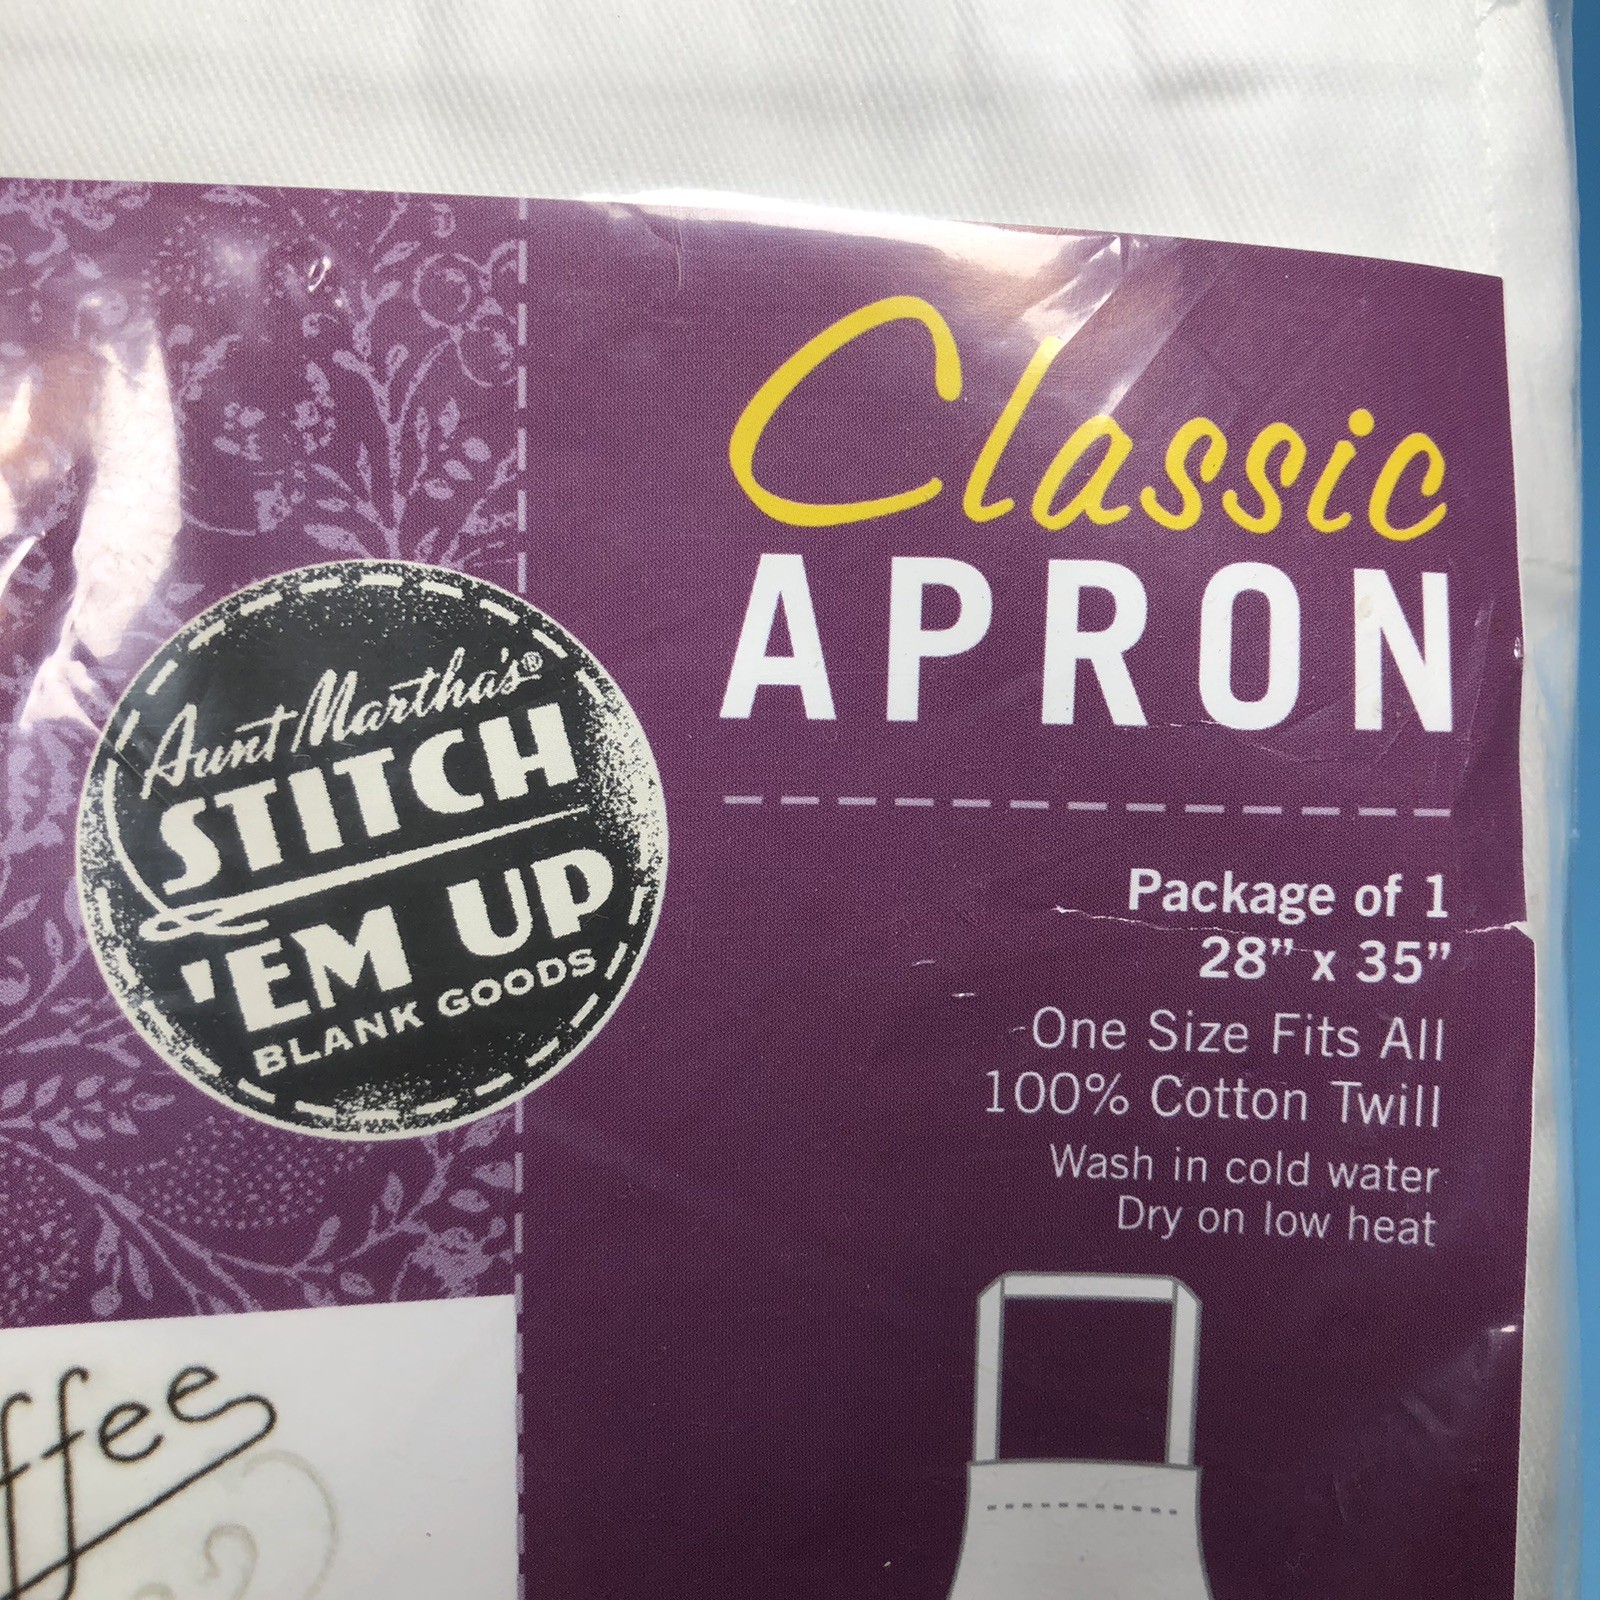 Classic
APRON
Aunt Martha's®
STITCH
'EM UP
BLANK GOODS
Package of 1
28” x 35”
One Size Fits All
100% Cotton Twill
Wash in cold water
Dry on low heat
ffee